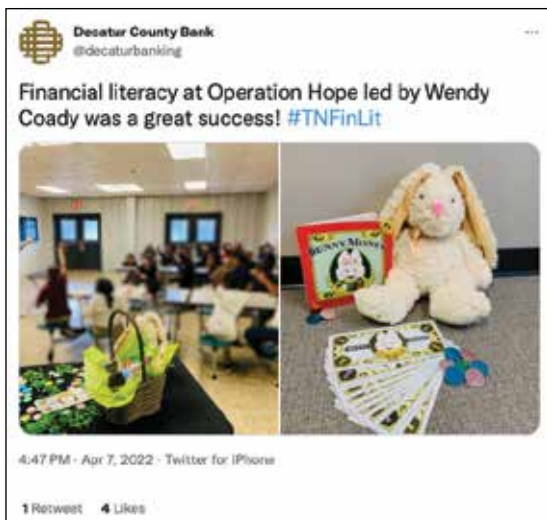 Decatur County Bank
@decaturbanking
Financial literacy at Operation Hope led by Wendy
Coady was a great success! #TNFinLit
BUNNY MONEY
4:47 PM · Apr 7, 2022 · Twitter for iPhone
1 Retweet 4 Likes